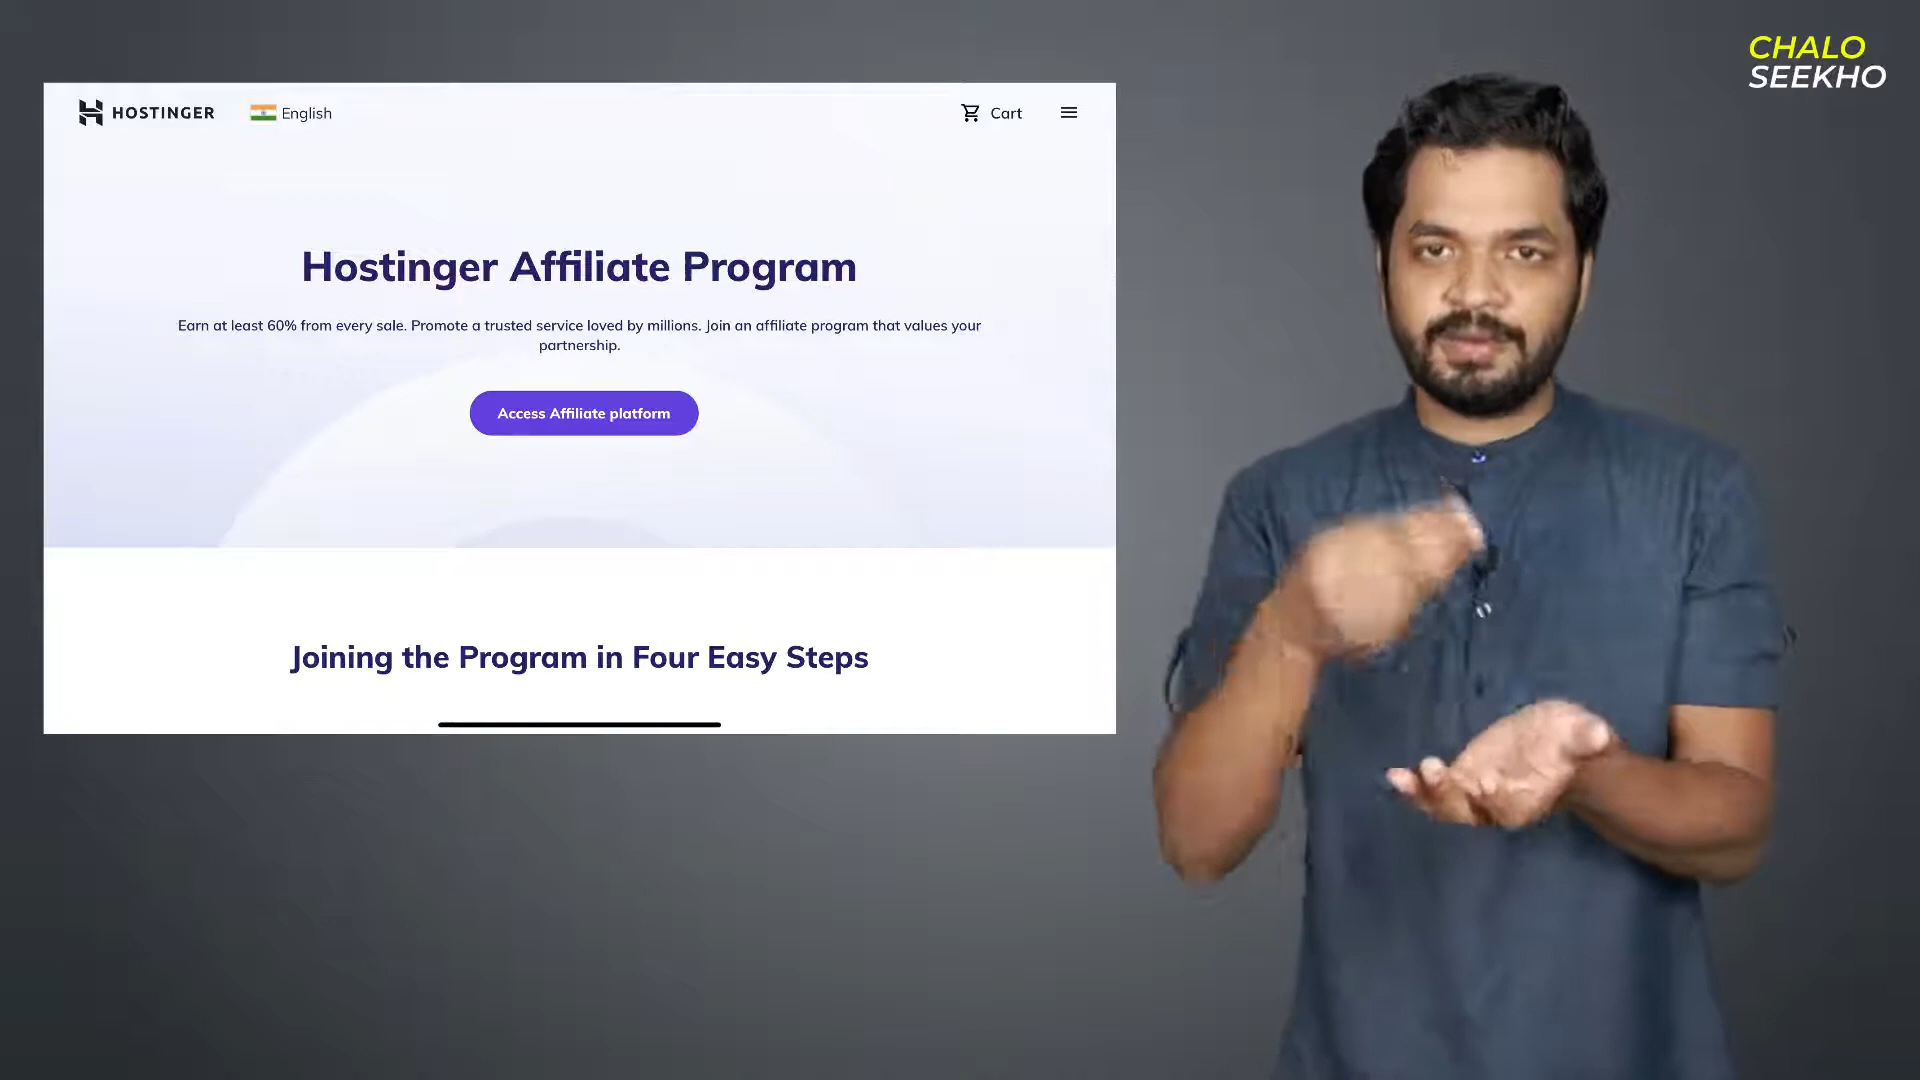 CHALO
SEEKHO
HOSTINGER
English
Cart
Hostinger Affiliate Program
Earn at least 60% from every sale. Promote a trusted service loved by millions. Join an affiliate program that values your
partnership.
Access Affiliate platform
Joining the Program in Four Easy Steps